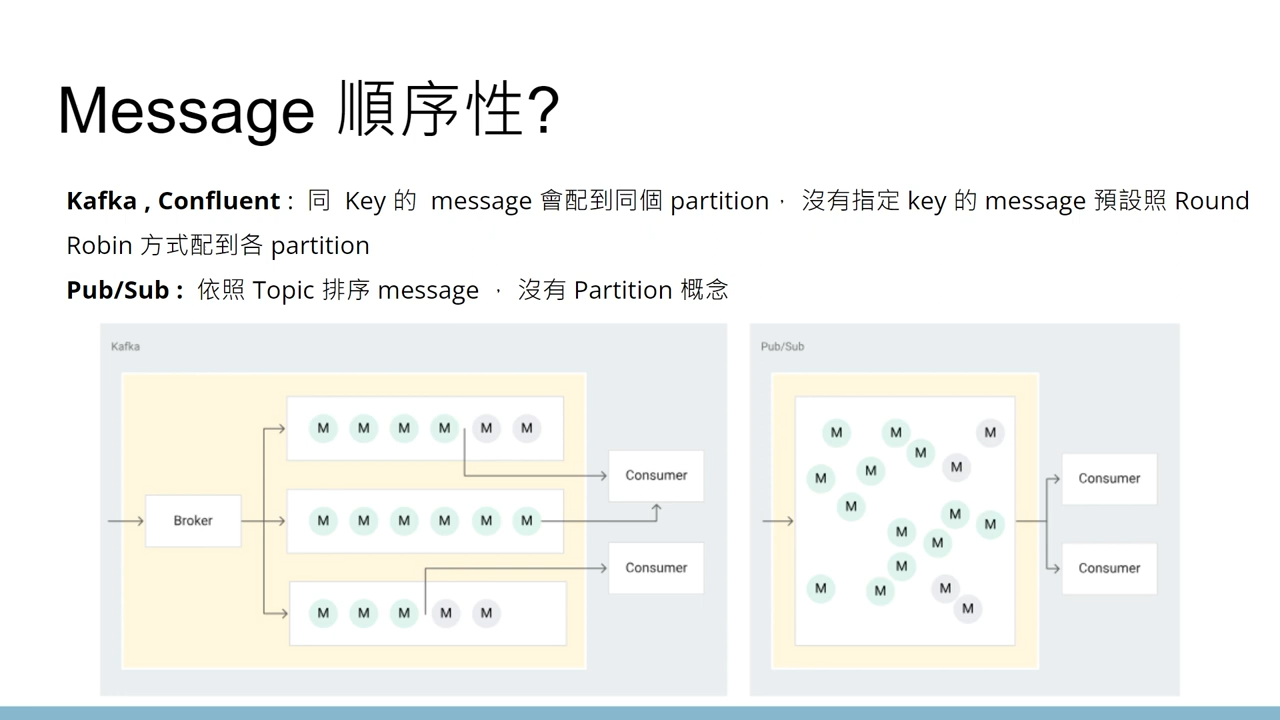 Message 順序性?
Kafka , Confluent : 同 Key 的 message 會配到同個 partition， 沒有指定 key 的 message 預設照 Round
Robin 方式配到各 partition
Pub/Sub : 依照 Topic 排序 message ， 沒有 Partition 概念
Kafka
M M M M M M
Broker
M M M M M M
M M M M M
Consumer
Consumer
Pub/Sub
M M M
M M
M M
M
M M
M M
M
M M M
M
Consumer
Consumer